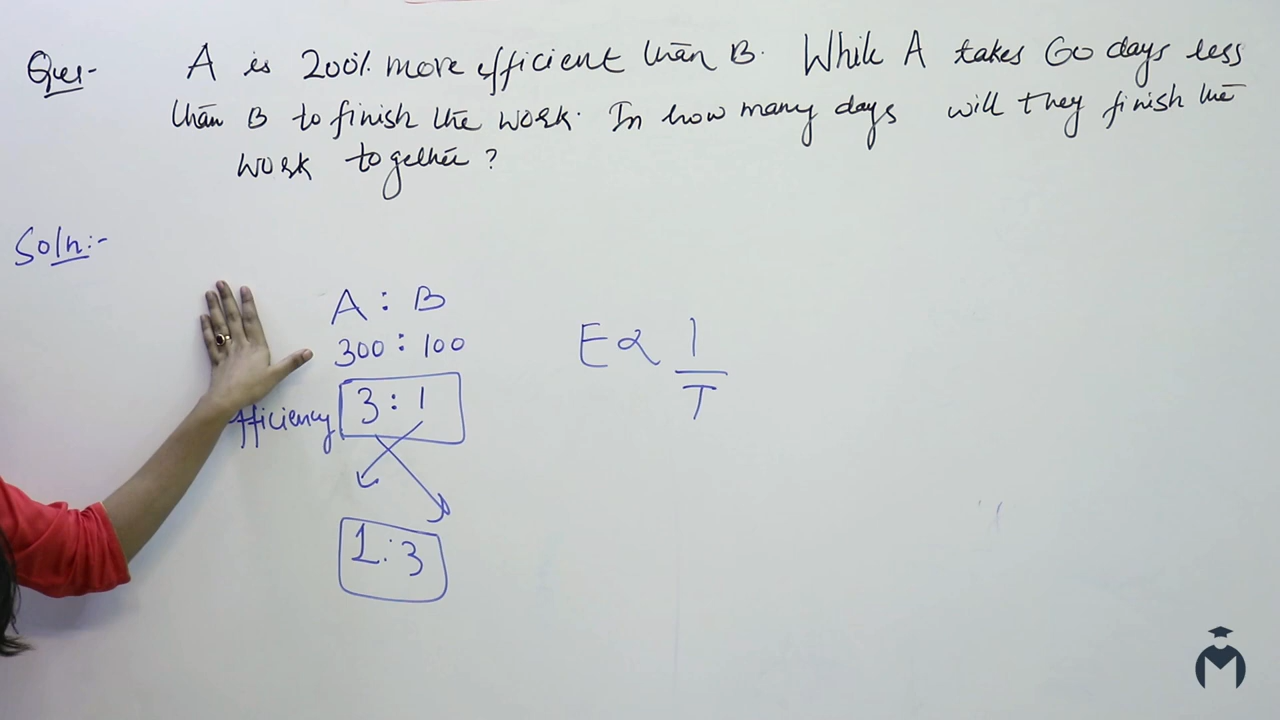 Ques- A is 200% more efficient than B. While A takes 60 days less
than B to finish the work. In how many days will they finish the
work together?
Soln:-
A : B
300 : 100
E ∝ 1/T
fficiency 3 : 1
1 : 3